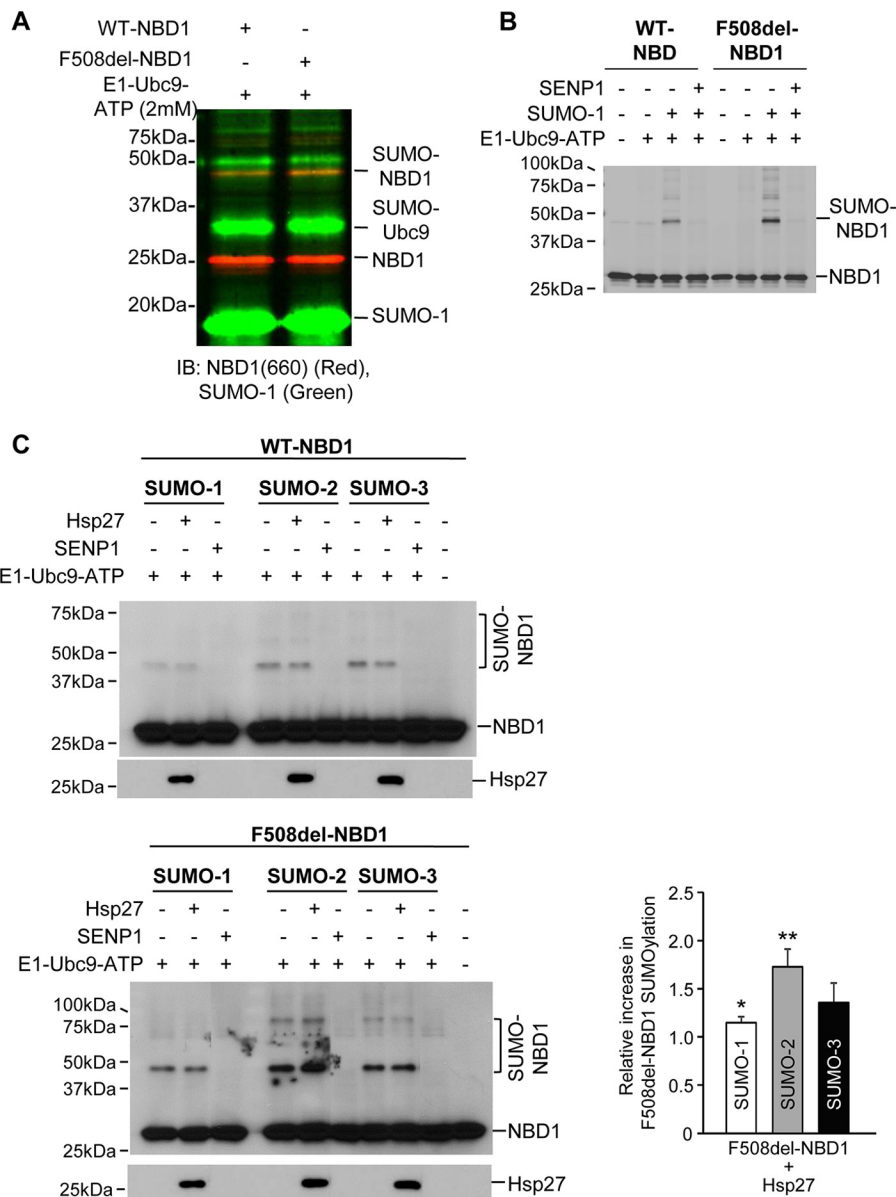 A
WT-NBD1 + -
F508del-NBD1 - +
E1-Ubc9-
ATP (2mM) + +
75kDa
50kDa
37kDa
25kDa
20kDa
SUMO-
NBD1
SUMO-
Ubc9
NBD1
SUMO-1
IB: NBD1(660) (Red),
SUMO-1 (Green)
B
WT-
NBD
F508del-
NBD1
SENP1 - - - + - - - +
SUMO-1 - - + + - - + +
E1-Ubc9-ATP - + + + - + + +
100kDa
75kDa
50kDa
37kDa
25kDa
SUMO-
NBD1
NBD1
C
WT-NBD1
SUMO-1 SUMO-2 SUMO-3
Hsp27 - + - - + - - + - -
SENP1 - - + - - + - - + -
E1-Ubc9-ATP + + + + + + + + + -
75kDa
50kDa
37kDa
25kDa
SUMO-
NBD1
NBD1
25kDa
Hsp27
F508del-NBD1
SUMO-1 SUMO-2 SUMO-3
Hsp27 - + - - + - - + - -
SENP1 - - + - - + - - + -
E1-Ubc9-ATP + + + + + + + + + -
100kDa
75kDa
50kDa
37kDa
25kDa
SUMO-
NBD1
NBD1
25kDa
Hsp27
Relative increase in
F508del-NBD1 SUMOylation
2.5
2.0
1.5
1.0
0.5
0
*
**
SUMO-1
SUMO-2
SUMO-3
F508del-NBD1
+
Hsp27